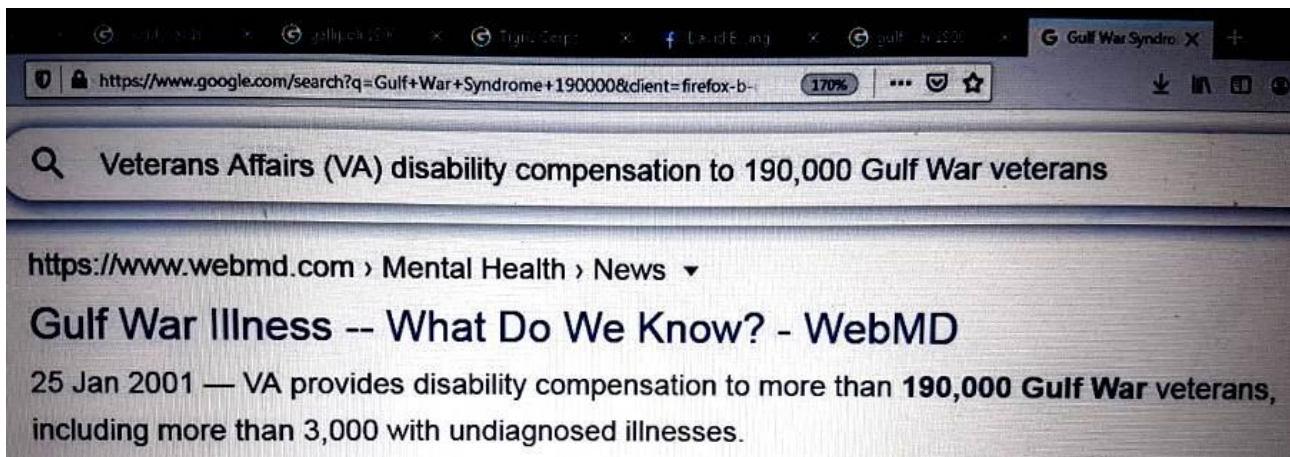 Gulf War Syndro
https://www.google.com/search?q=Gulf+War+Syndrome+190000&client=firefox-b-
170%
Veterans Affairs (VA) disability compensation to 190,000 Gulf War veterans
https://www.webmd.com › Mental Health › News
Gulf War Illness -- What Do We Know? - WebMD
25 Jan 2001 — VA provides disability compensation to more than 190,000 Gulf War veterans,
including more than 3,000 with undiagnosed illnesses.